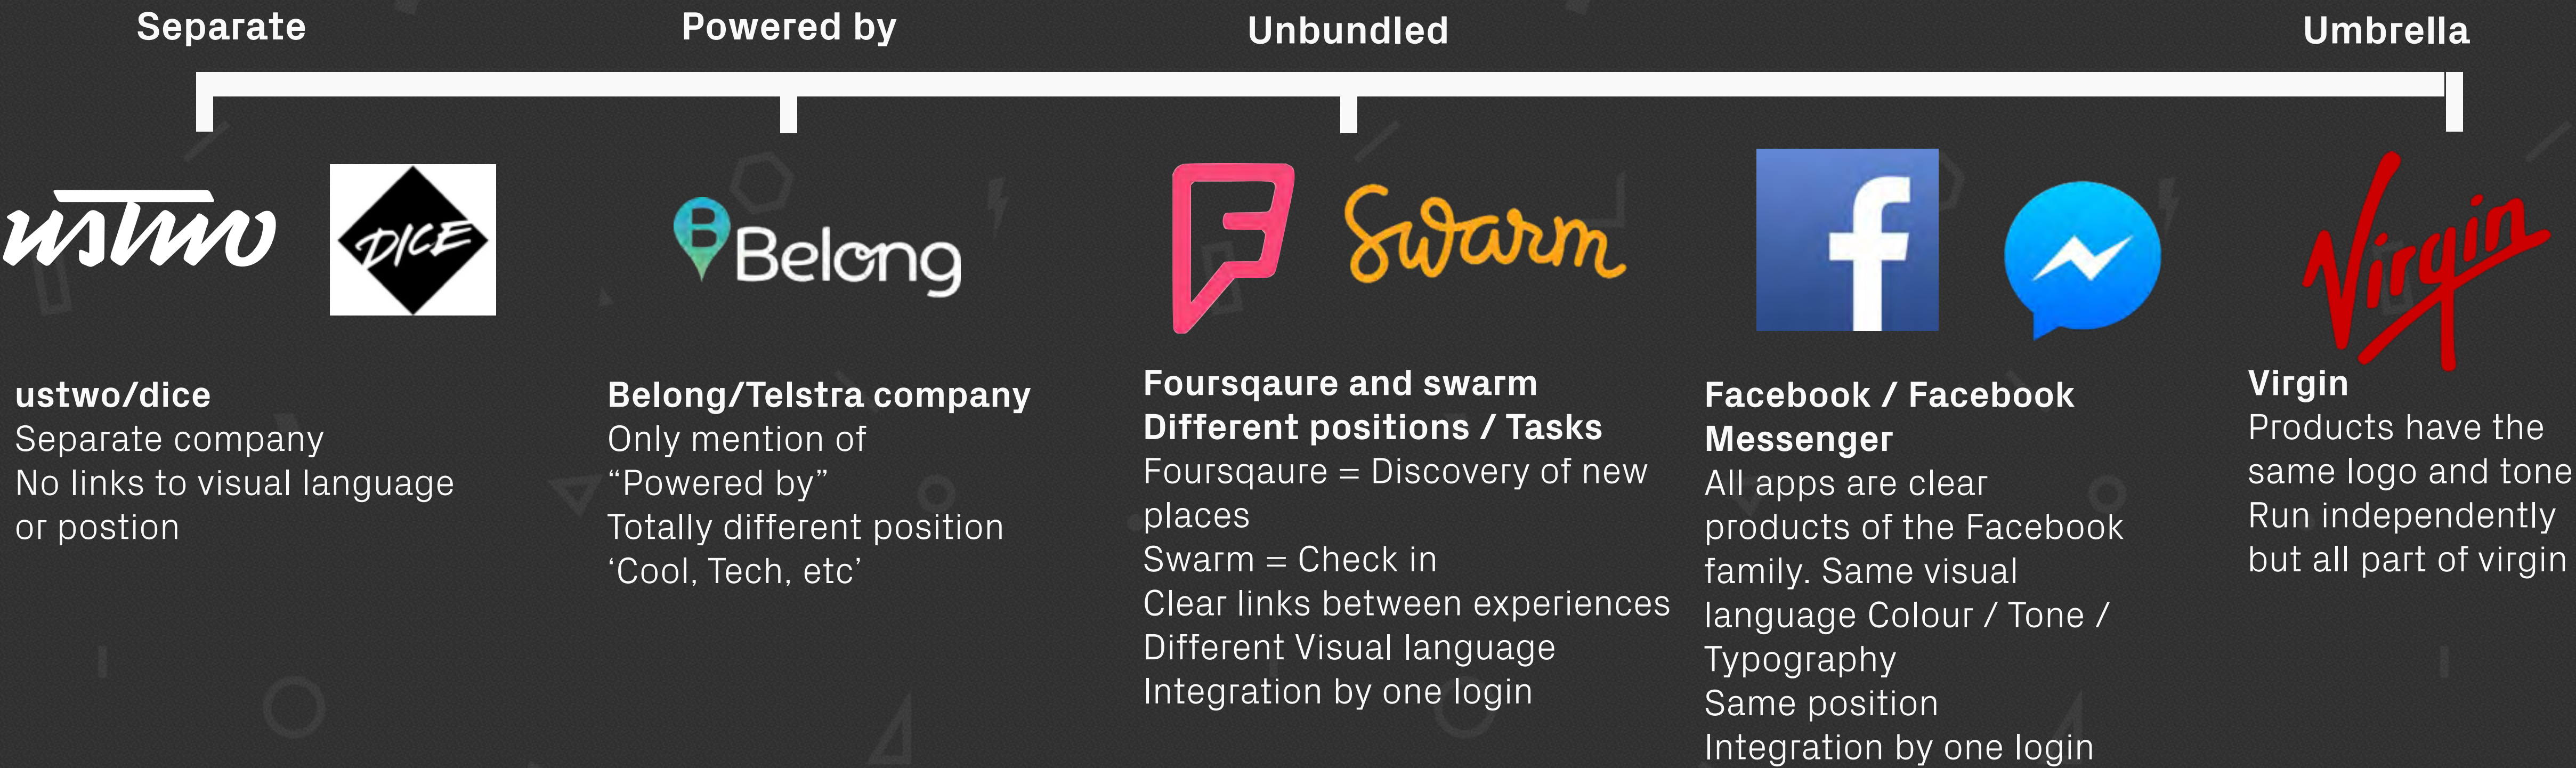 Separate
Powered by
Unbundled
Umbrella
ustwo
DICE
B
Belong
F
Swarm
f
Virgin
ustwo/dice
Separate company
No links to visual language
or postion
Belong/Telstra company
Only mention of
“Powered by”
Totally different position
‘Cool, Tech, etc’
Foursqaure and swarm
Different positions / Tasks
Foursqaure = Discovery of new
places
Swarm = Check in
Clear links between experiences
Different Visual language
Integration by one login
Facebook / Facebook
Messenger
All apps are clear
products of the Facebook
family. Same visual
language Colour / Tone /
Typography
Same position
Integration by one login
Virgin
Products have the
same logo and tone
Run independently
but all part of virgin